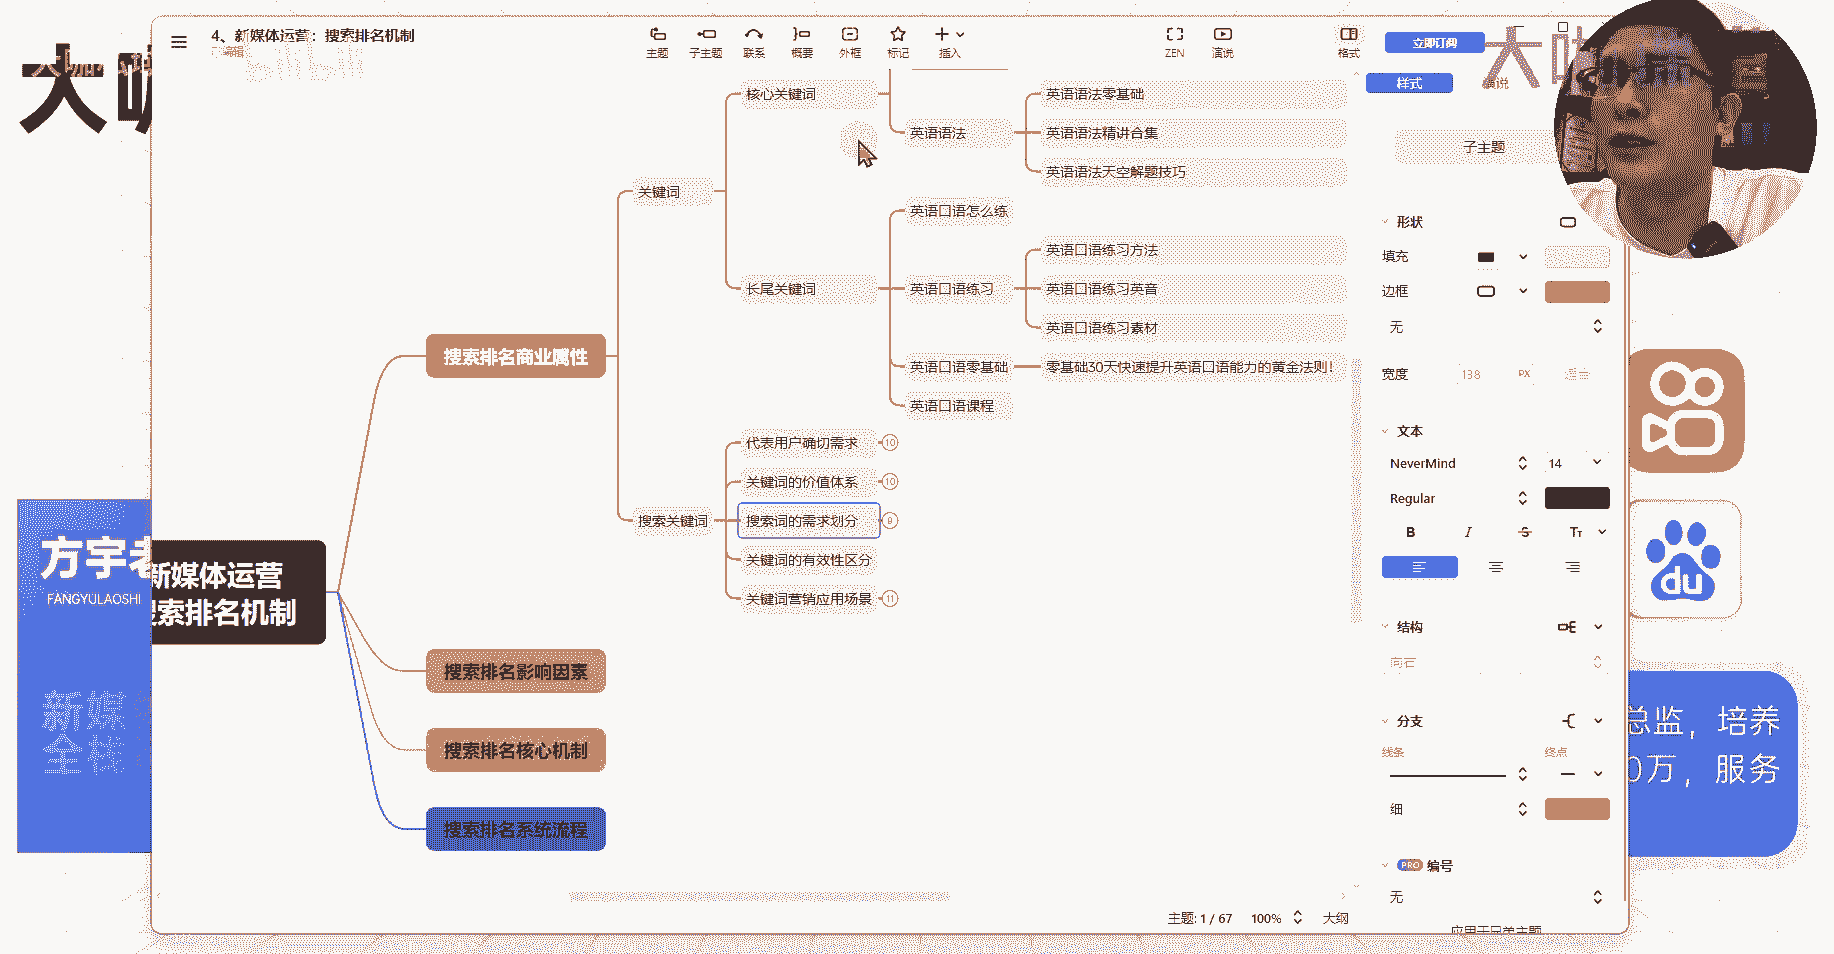 4、新媒体运营：搜索排名机制
已编辑
主题
子主题
联系
概要
外框
标记
插入
ZEN
演说
格式
立即订阅
样式
演说
大咖
大咖
子主题
核心关键词
英语语法
英语语法零基础
英语语法精讲合集
英语语法天空解题技巧
关键词
长尾关键词
英语口语怎么练
英语口语练习
英语口语练习方法
英语口语练习英音
英语口语练习素材
英语口语零基础
零基础30天快速提升英语口语能力的黄金法则！
英语口语课程
搜索排名商业属性
搜索关键词
代表用户确切需求
10
关键词的价值体系
10
搜索词的需求划分
9
关键词的有效性区分
关键词营销应用场景
11
新媒体运营
搜索排名机制
搜索排名影响因素
搜索排名核心机制
搜索排名系统流程
形状
填充
边框
无
宽度
138
PX
文本
NeverMind
14
Regular
B
I
S
Tт
结构
向右
分支
线条
终点
细
PRO
编号
无
应用于兄弟主题
主题: 1 / 67
100%
大纲
方宇老
FANGYULAOSHI
新媒
全栈
du
总监，培养
0万，服务